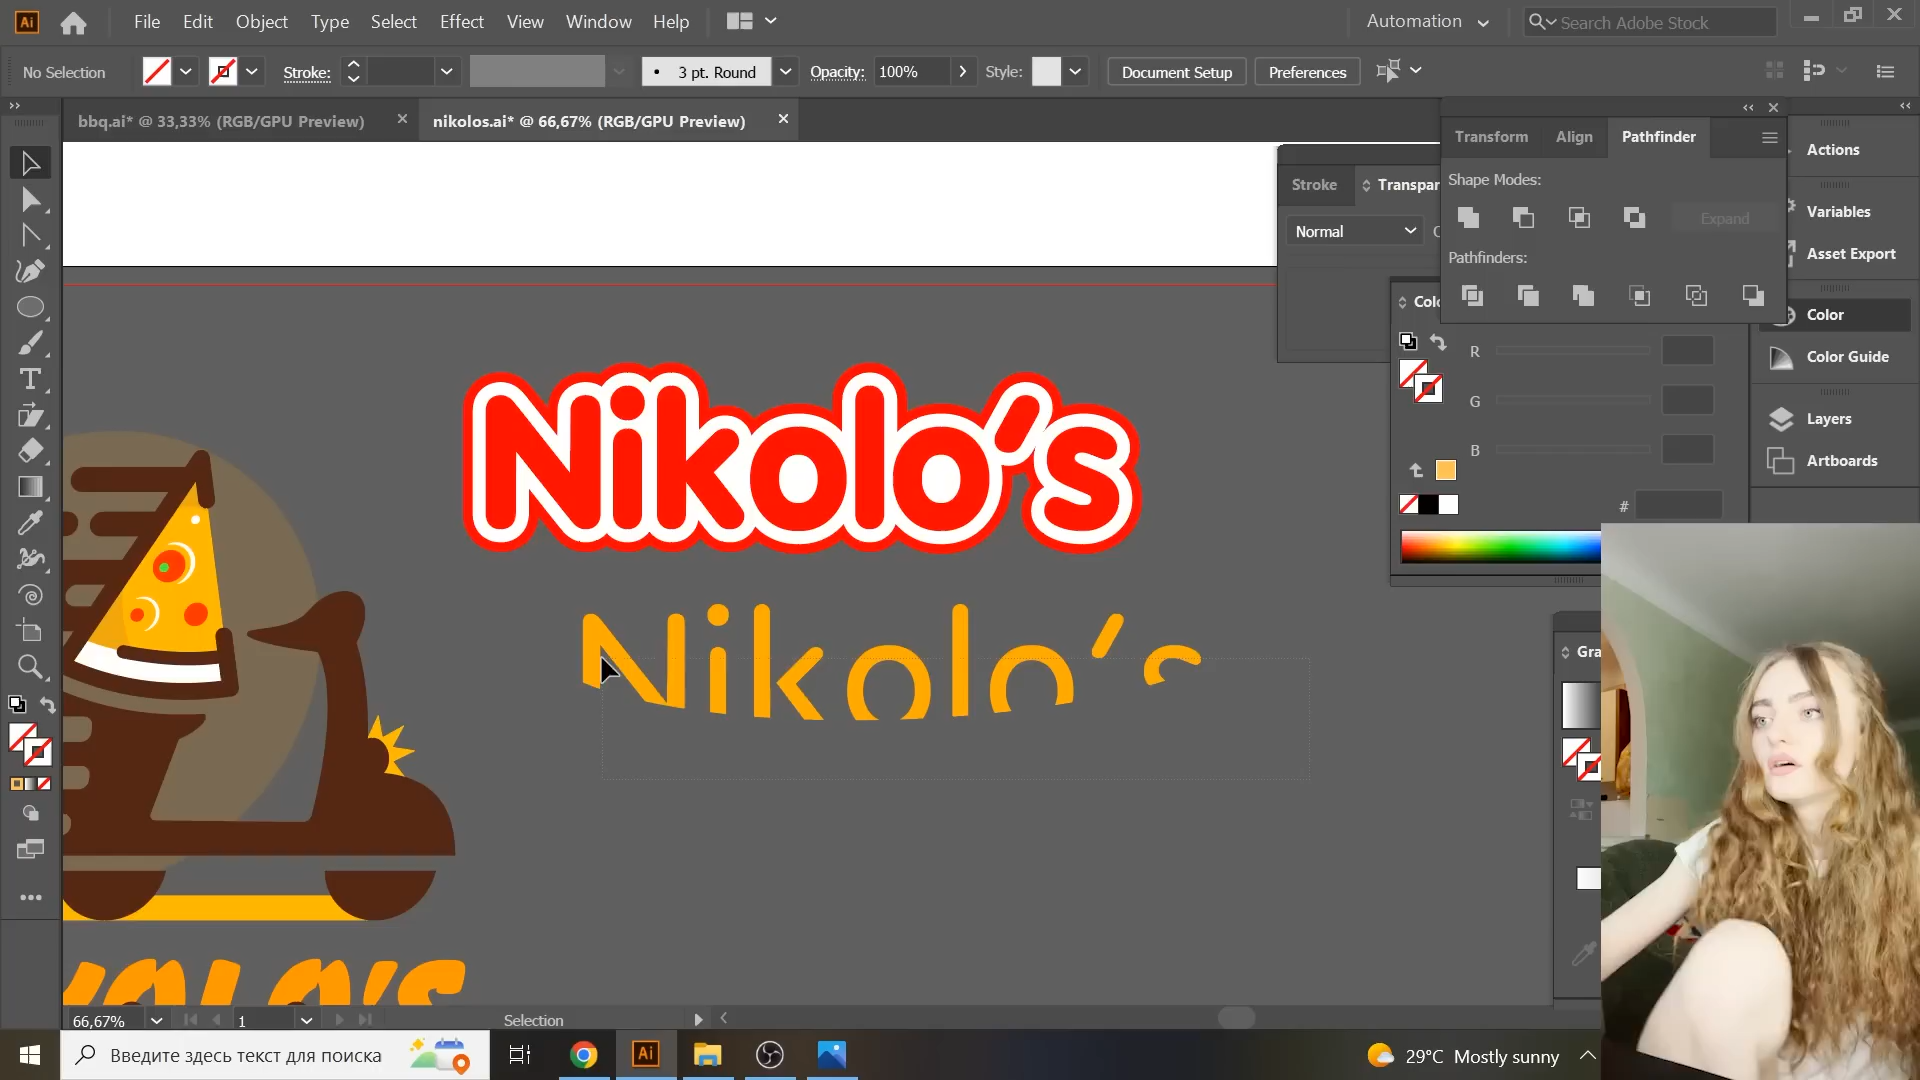 Ai File Edit Object Type Select Effect View Window Help Automation Search Adobe Stock
No Selection Stroke: 3 pt. Round Opacity: 100% Style: Document Setup Preferences
bbq.ai* @ 33,33% (RGB/GPU Preview) nikolos.ai* @ 66,67% (RGB/GPU Preview)
Transform Align Pathfinder
Actions
Shape Modes:
Stroke Transpar
Variables
Expand
Normal
Asset Export
Pathfinders:
Color
R
Color Guide
G
Layers
B
Artboards
#
Nikolo's
Nikolo's
66,67% 1 Selection
Введите здесь текст для поиска Ai 29°C Mostly sunny